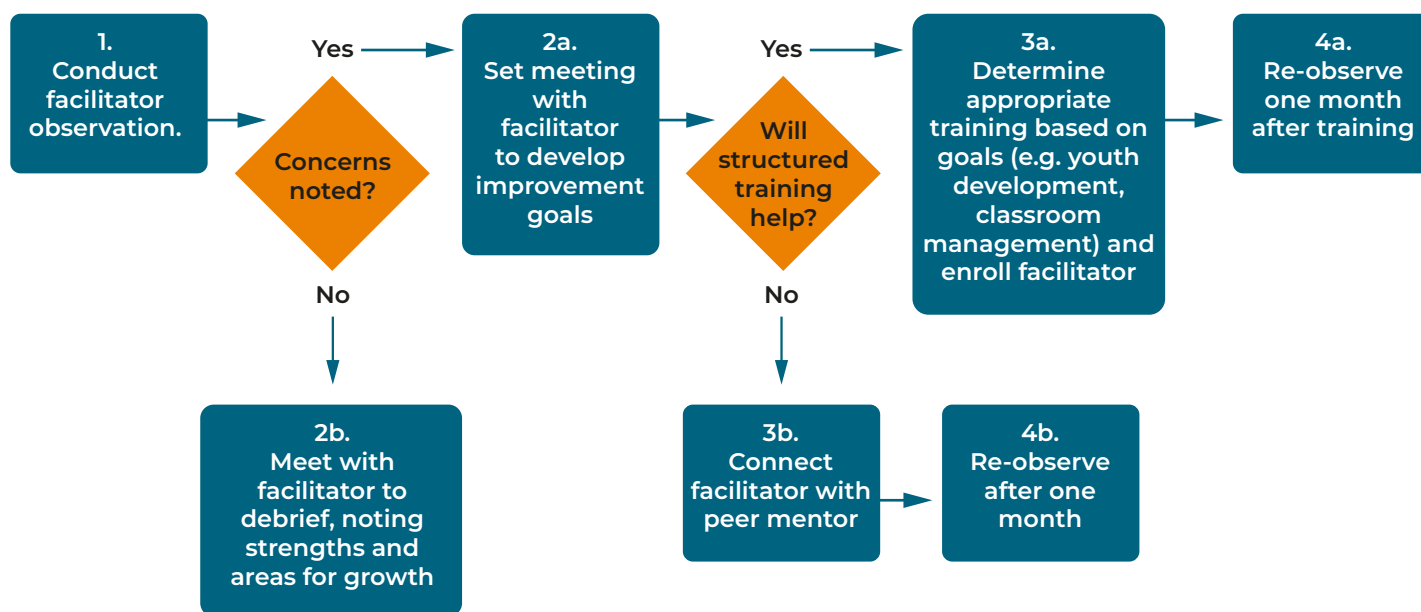 1.
Conduct
facilitator
observation.
Concerns
noted?
Yes
No
2a.
Set meeting
with
facilitator
to develop
improvement
goals
2b.
Meet with
facilitator to
debrief, noting
strengths and
areas for growth
Will
structured
training
help?
Yes
No
3a.
Determine
appropriate
training based on
goals (e.g. youth
development,
classroom
management) and
enroll facilitator
4a.
Re-observe
one month
after training
3b.
Connect
facilitator with
peer mentor
4b.
Re-observe
after one
month